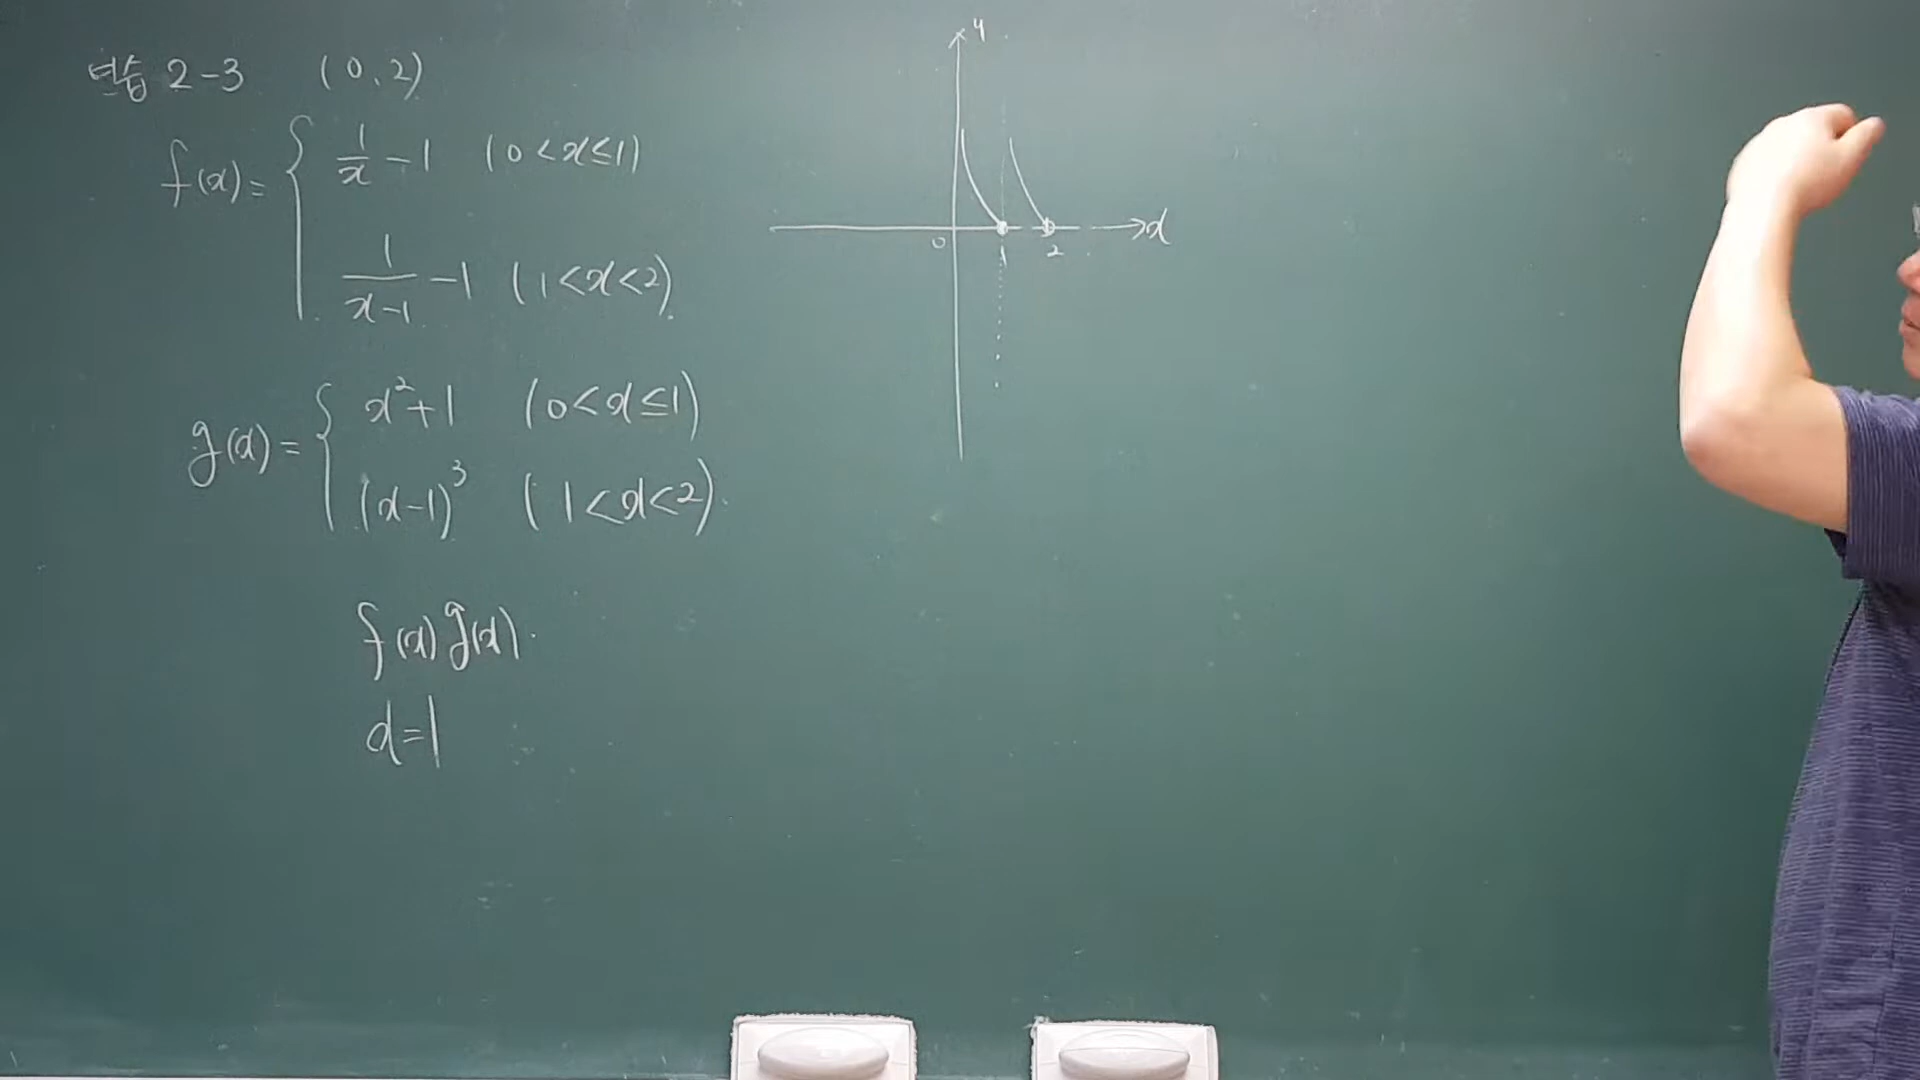 연습 2-3 (0, 2)
f(x) = { 1/x - 1 (0 < x ≤ 1)
1/(x-1) - 1 (1 < x < 2)
g(x) = { x² + 1 (0 < x ≤ 1)
(x-1)³ (1 < x < 2)
f(x) g(x)
x = 1
y
0 1 2 x